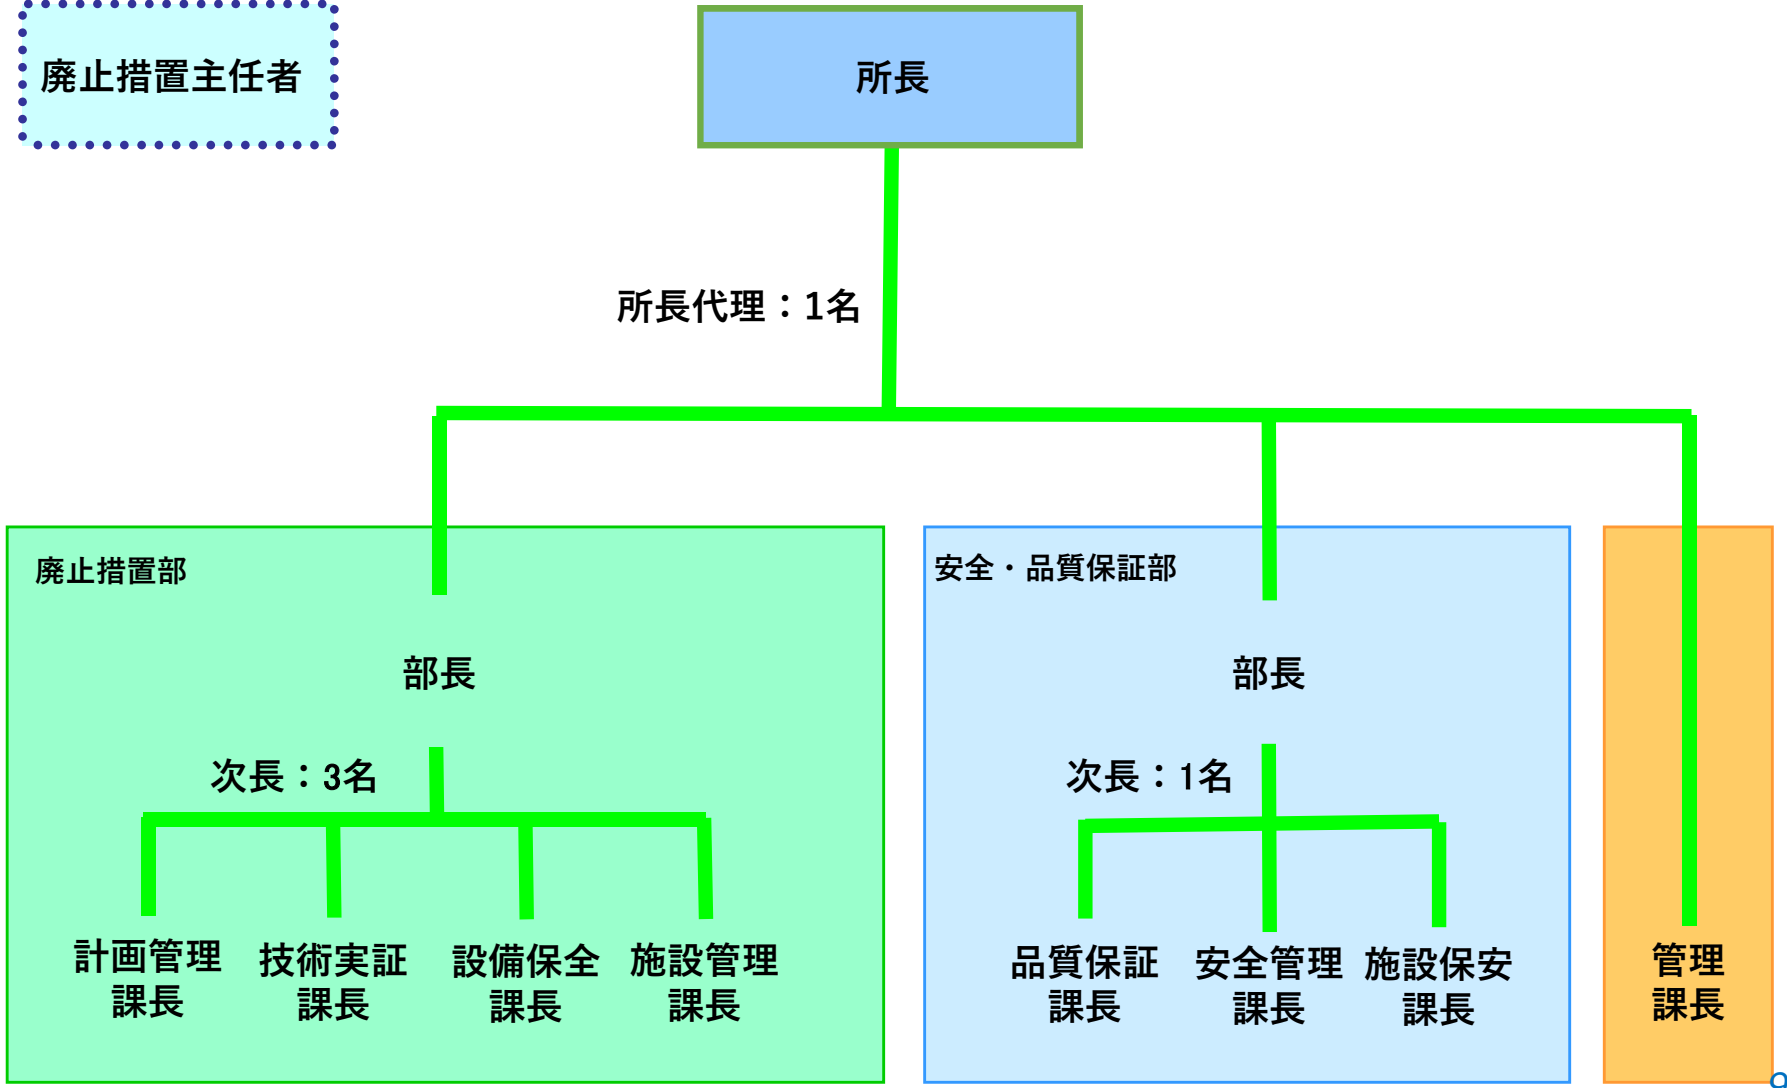 廃止措置主任者
所長
所長代理：1名
廃止措置部
部長
次長：3名
計画管理
課長
技術実証
課長
設備保全
課長
施設管理
課長
安全・品質保証部
部長
次長：1名
品質保証
課長
安全管理
課長
施設保安
課長
管理
課長